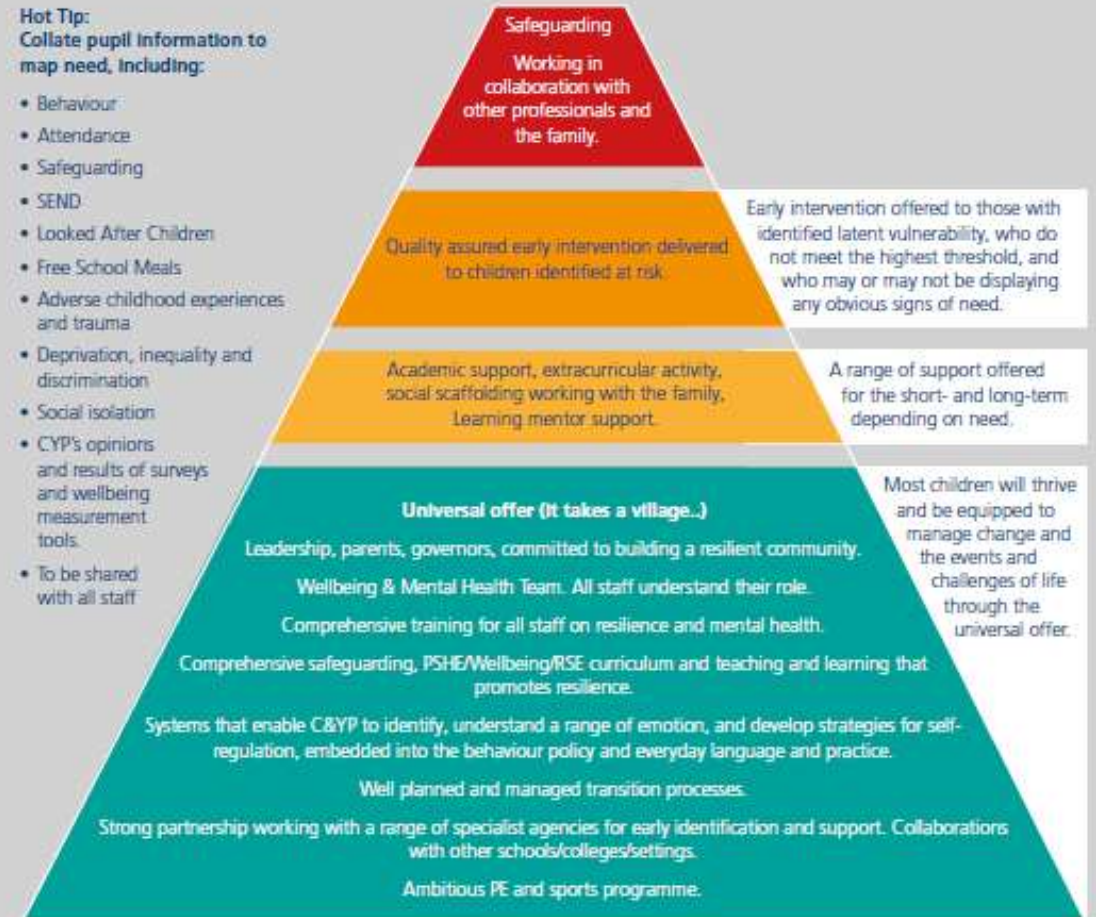 Hot Tip:
Collate pupil information to
map need, including:
• Behaviour
• Attendance
• Safeguarding
• SEND
• Looked After Children
• Free School Meals
• Adverse childhood experiences
and trauma
• Deprivation, inequality and
discrimination
• Social isolation
• CYP's opinions
and results of surveys
and wellbeing
measurement
tools.
• To be shared
with all staff
Safeguarding
Working in
collaboration with
other professionals and
the family.
Quality assured early intervention delivered
to children identified at risk
Early intervention offered to those with
identified latent vulnerability, who do
not meet the highest threshold, and
who may or may not be displaying
any obvious signs of need.
Academic support, extracurricular activity,
social scaffolding working with the family,
Learning mentor support.
A range of support offered
for the short- and long-term
depending on need.
Universal offer (It takes a village..)
Leadership, parents, governors, committed to building a resilient community.
Wellbeing & Mental Health Team. All staff understand their role.
Comprehensive training for all staff on resilience and mental health.
Comprehensive safeguarding, PSHE/Wellbeing/RSE curriculum and teaching and learning that
promotes resilience.
Systems that enable C&YP to identify, understand a range of emotion, and develop strategies for self-
regulation, embedded into the behaviour policy and everyday language and practice.
Well planned and managed transition processes.
Strong partnership working with a range of specialist agencies for early identification and support. Collaborations
with other schools/colleges/settings.
Ambitious PE and sports programme.
Most children will thrive
and be equipped to
manage change and
the events and
challenges of life
through the
universal offer.